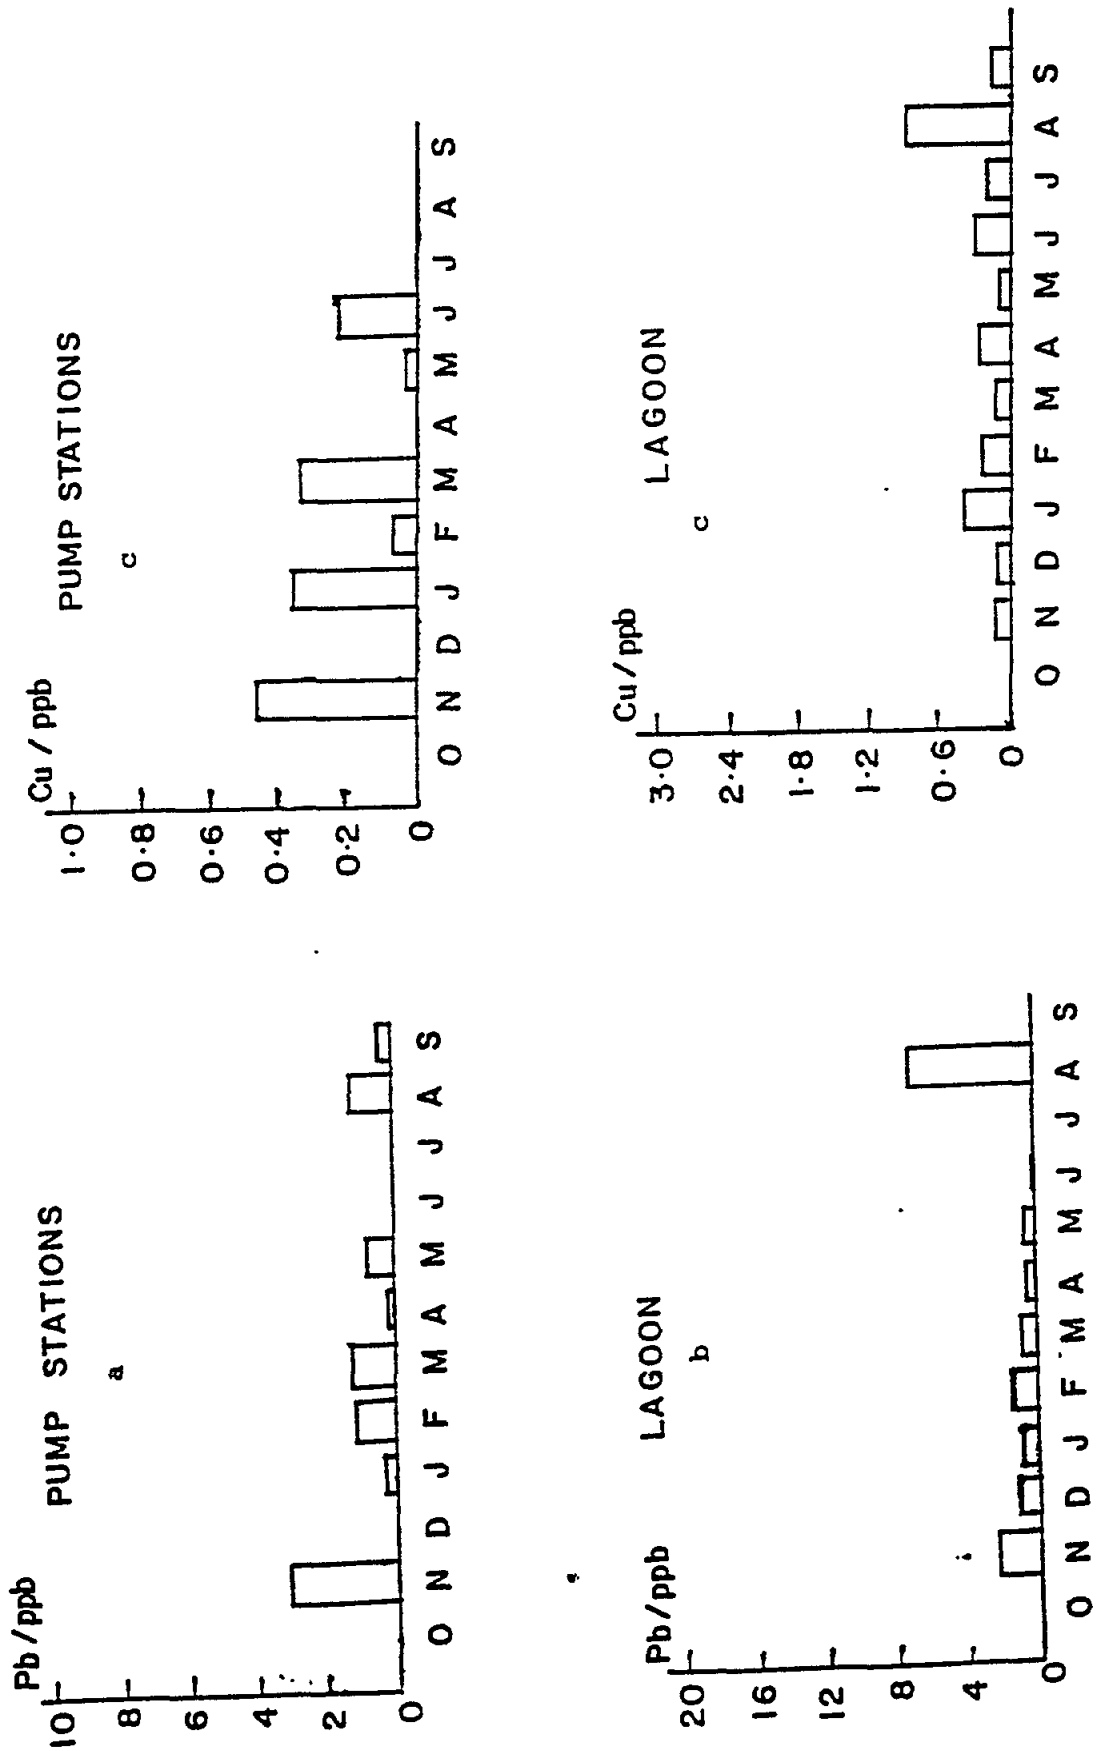 Pb/ppb
PUMP STATIONS
a
10
8
6
4
2
0
O N D J F M A M J J A S
Cu/ppb
PUMP STATIONS
c
1·0
0·8
0·6
0·4
0·2
0
O N D J F M A M J J A S
Pb/ppb
LAGOON
b
20
16
12
8
4
0
O N D J F M A M J J A S
Cu/ppb
LAGOON
c
3·0
2·4
1·8
1·2
0·6
0
O N D J F M A M J J A S